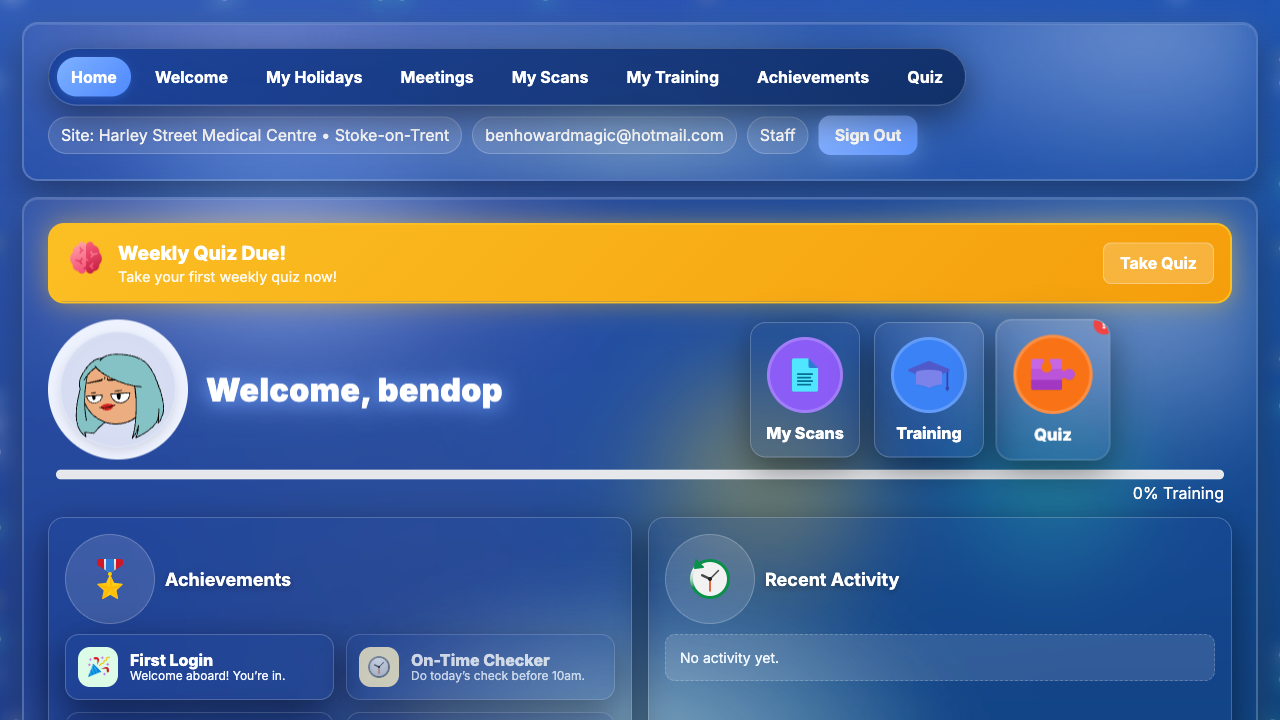 Home Welcome My Holidays Meetings My Scans My Training Achievements Quiz
Site: Harley Street Medical Centre • Stoke-on-Trent benhowardmagic@hotmail.com Staff Sign Out
Weekly Quiz Due!
Take your first weekly quiz now!
Take Quiz
Welcome, bendop
My Scans Training Quiz
0% Training
Achievements
First Login
Welcome aboard! You’re in.
On-Time Checker
Do today’s check before 10am.
Recent Activity
No activity yet.